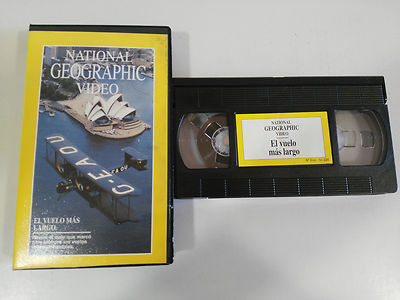 NATIONAL
GEOGRAPHIC
VIDEO
G-EAOU
EL VUELO MÁS
LARGO
NATIONAL
GEOGRAPHIC
VIDEO
El vuelo
más largo